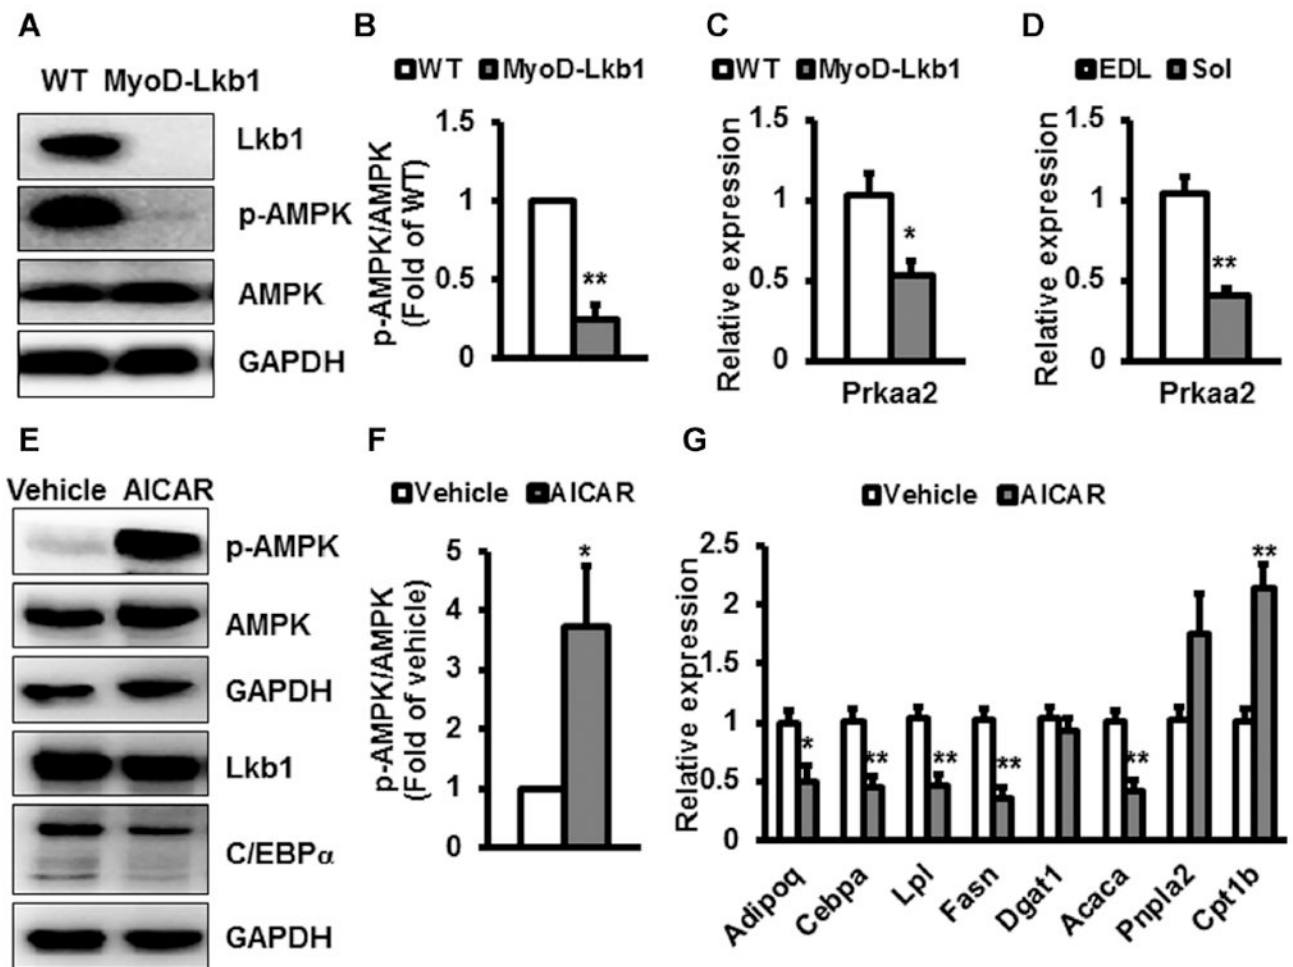 A
WT MyoD-Lkb1
Lkb1
p-AMPK
AMPK
GAPDH
B
WT MyoD-Lkb1
p-AMPK/AMPK
(Fold of WT)
1.5
1
0.5
0
**
C
WT MyoD-Lkb1
Relative expression
1.5
1
0.5
0
*
Prkaa2
D
EDL Sol
Relative expression
1.5
1
0.5
0
**
Prkaa2
E
Vehicle AICAR
p-AMPK
AMPK
GAPDH
Lkb1
C/EBPα
GAPDH
F
Vehicle AICAR
p-AMPK/AMPK
(Fold of vehicle)
5
4
3
2
1
0
*
G
Vehicle AICAR
Relative expression
2.5
2
1.5
1
0.5
0
* ** ** ** ** **
Adipoq Cebpa Lpl Fasn Dgat1 Acaca Pnpla2 Cpt1b